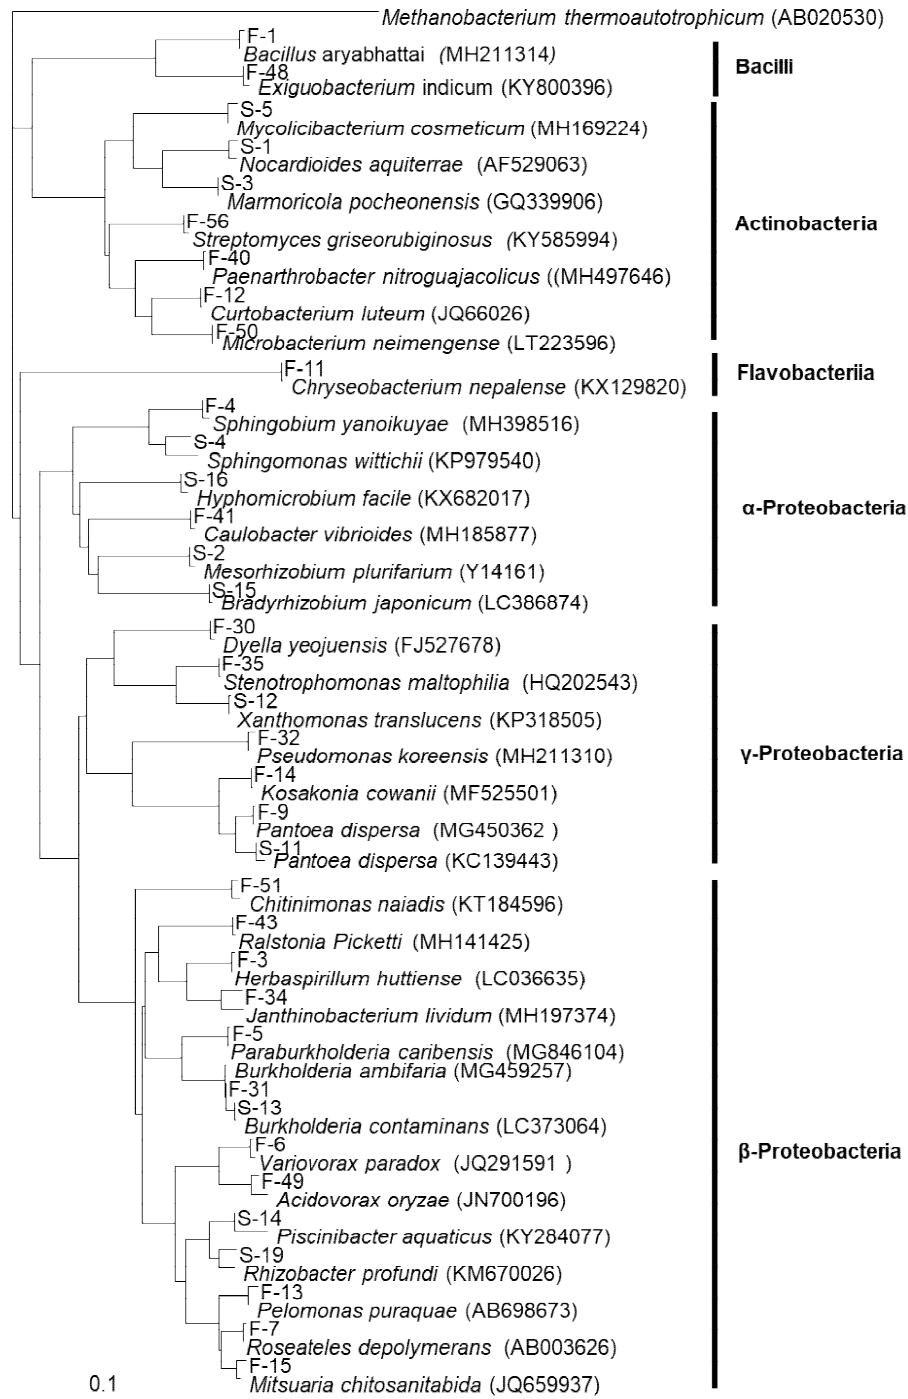 Methanobacterium thermoautotrophicum (AB020530)
F-1
Bacillus aryabhattai (MH211314)
F-48
Exiguobacterium indicum (KY800396)
Bacilli
S-5
Mycolicibacterium cosmeticum (MH169224)
S-1
Nocardioides aquiterrae (AF529063)
S-3
Marmoricola pocheonensis (GQ339906)
F-56
Streptomyces griseorubiginosus (KY585994)
F-40
Paenarthrobacter nitroguajacolicus ((MH497646)
F-12
Curtobacterium luteum (JQ66026)
F-50
Microbacterium neimengense (LT223596)
Actinobacteria
F-11
Chryseobacterium nepalense (KX129820)
Flavobacteriia
F-4
Sphingobium yanoikuyae (MH398516)
S-4
Sphingomonas wittichii (KP979540)
S-16
Hyphomicrobium facile (KX682017)
F-41
Caulobacter vibrioides (MH185877)
S-2
Mesorhizobium plurifarium (Y14161)
S-15
Bradyrhizobium japonicum (LC386874)
α-Proteobacteria
F-30
Dyella yeojuensis (FJ527678)
F-35
Stenotrophomonas maltophilia (HQ202543)
S-12
Xanthomonas translucens (KP318505)
F-32
Pseudomonas koreensis (MH211310)
F-14
Kosakonia cowanii (MF525501)
F-9
Pantoea dispersa (MG450362 )
S-11
Pantoea dispersa (KC139443)
γ-Proteobacteria
F-51
Chitinimonas naiadis (KT184596)
F-43
Ralstonia Picketti (MH141425)
F-3
Herbaspirillum huttiense (LC036635)
F-34
Janthinobacterium lividum (MH197374)
F-5
Paraburkholderia caribensis (MG846104)
Burkholderia ambifaria (MG459257)
F-31
S-13
Burkholderia contaminans (LC373064)
F-6
Variovorax paradox (JQ291591 )
F-49
Acidovorax oryzae (JN700196)
S-14
Piscinibacter aquaticus (KY284077)
S-19
Rhizobacter profundi (KM670026)
F-13
Pelomonas puraquae (AB698673)
F-7
Roseateles depolymerans (AB003626)
F-15
Mitsuaria chitosanitabida (JQ659937)
β-Proteobacteria
0.1